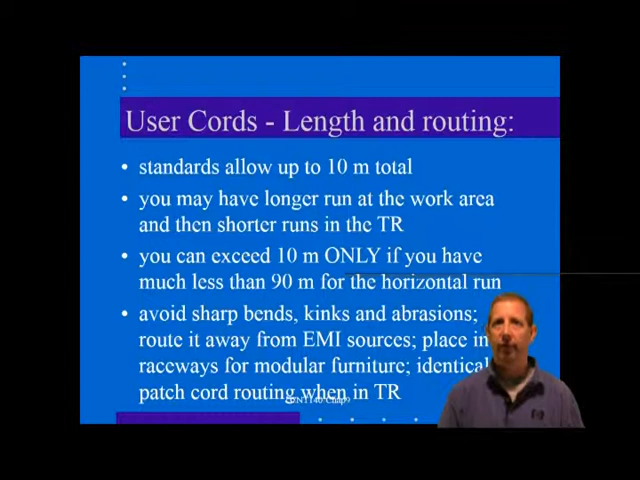 User Cords - Length and routing:
• standards allow up to 10 m total
• you may have longer run at the work area
and then shorter runs in the TR
• you can exceed 10 m ONLY if you have
much less than 90 m for the horizontal run
• avoid sharp bends, kinks and abrasions;
route it away from EMI sources; place in
raceways for modular furniture; identical
patch cord routing when in TR